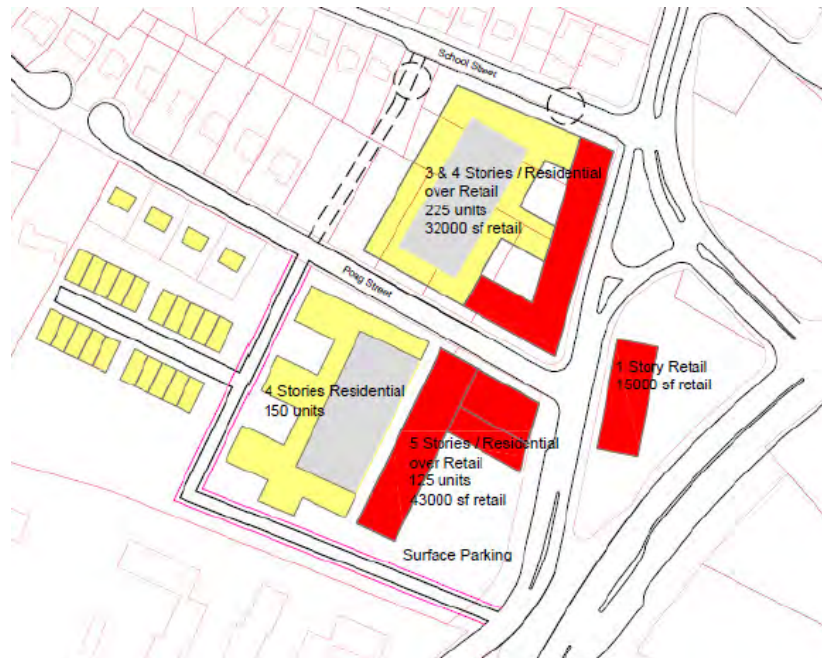 School Street
3 & 4 Stories / Residential
over Retail
225 units
32000 sf retail
Poag Street
1 Story Retail
15000 sf retail
4 Stories Residential
150 units
5 Stories / Residential
over Retail
125 units
43000 sf retail
Surface Parking